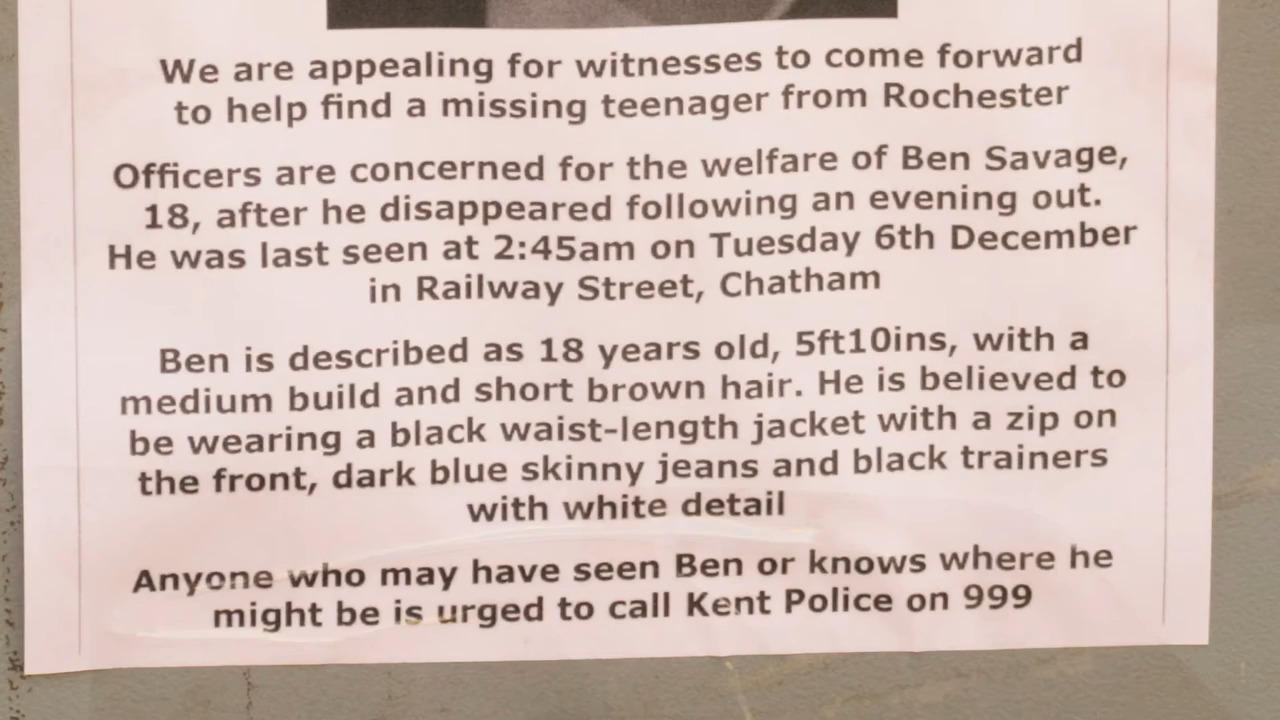 We are appealing for witnesses to come forward
to help find a missing teenager from Rochester
Officers are concerned for the welfare of Ben Savage,
18, after he disappeared following an evening out.
He was last seen at 2:45am on Tuesday 6th December
in Railway Street, Chatham
Ben is described as 18 years old, 5ft10ins, with a
medium build and short brown hair. He is believed to
be wearing a black waist-length jacket with a zip on
the front, dark blue skinny jeans and black trainers
with white detail
Anyone who may have seen Ben or knows where he
might be is urged to call Kent Police on 999